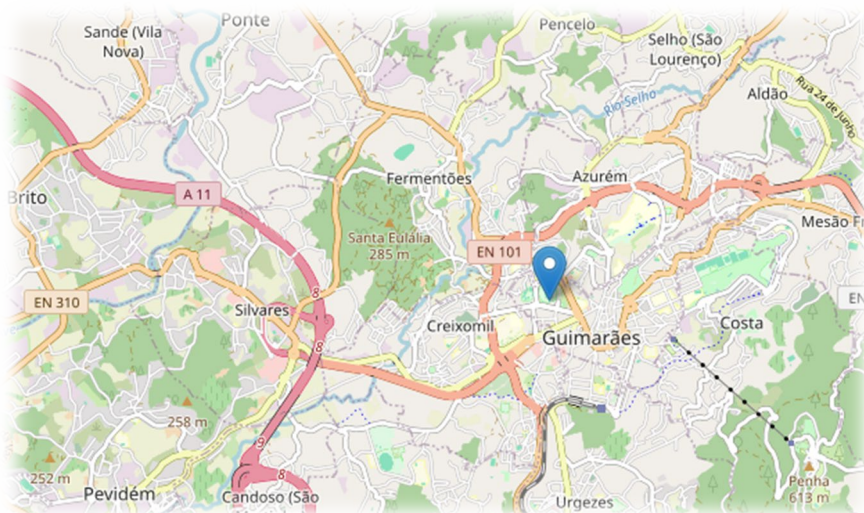 Ponte
Sande (Vila
Nova)
Pencelo
Selho (São
Lourenço)
Aldão
Rua 24 de Junho
Rio Selho
A 11
Brito
Fermentões
Azurém
Santa Eulália
285 m
EN 101
Mesão F
EN 310
8
EN
Silvares
Creixomil
Guimarães
Costa
8
258 m
9
8
252 m
Pevidém
Candoso (São
Urgezes
Penha
613 m